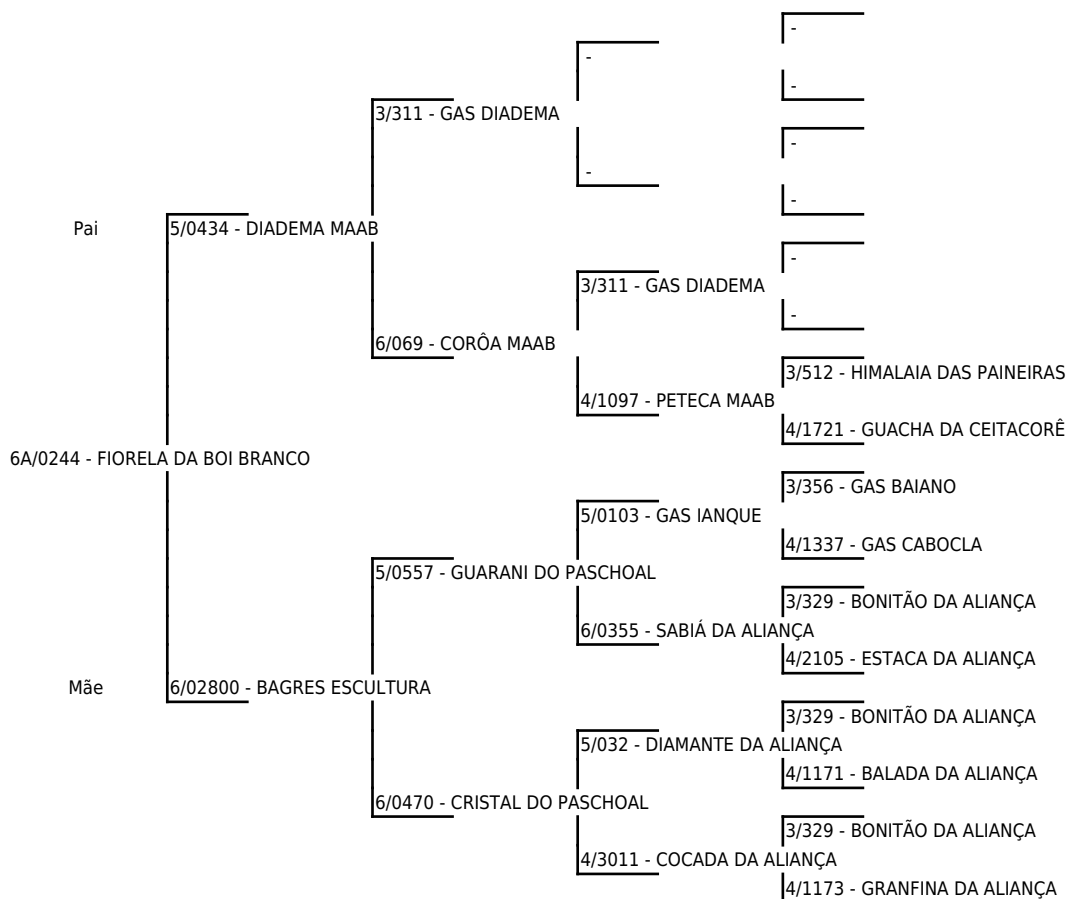 -
-
-
3/311 - GAS DIADEMA
-
-
-
Pai
5/0434 - DIADEMA MAAB
-
3/311 - GAS DIADEMA
-
6/069 - CORÔA MAAB
3/512 - HIMALAIA DAS PAINEIRAS
4/1097 - PETECA MAAB
4/1721 - GUACHA DA CEITACORÊ
6A/0244 - FIORELA DA BOI BRANCO
3/356 - GAS BAIANO
5/0103 - GAS IANQUE
4/1337 - GAS CABOCLA
5/0557 - GUARANI DO PASCHOAL
3/329 - BONITÃO DA ALIANÇA
6/0355 - SABIÁ DA ALIANÇA
4/2105 - ESTACA DA ALIANÇA
Mãe
6/02800 - BAGRES ESCULTURA
3/329 - BONITÃO DA ALIANÇA
5/032 - DIAMANTE DA ALIANÇA
4/1171 - BALADA DA ALIANÇA
6/0470 - CRISTAL DO PASCHOAL
3/329 - BONITÃO DA ALIANÇA
4/3011 - COCADA DA ALIANÇA
4/1173 - GRANFINA DA ALIANÇA